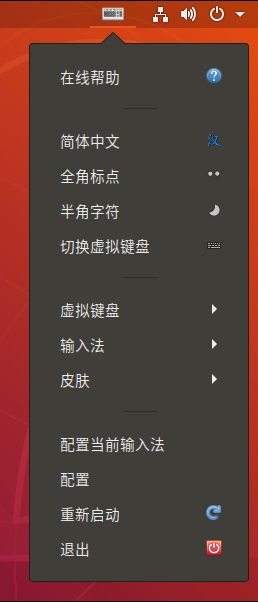 在线帮助
简体中文
汉
全角标点
半角字符
切换虚拟键盘
虚拟键盘
输入法
皮肤
配置当前输入法
配置
重新启动
退出